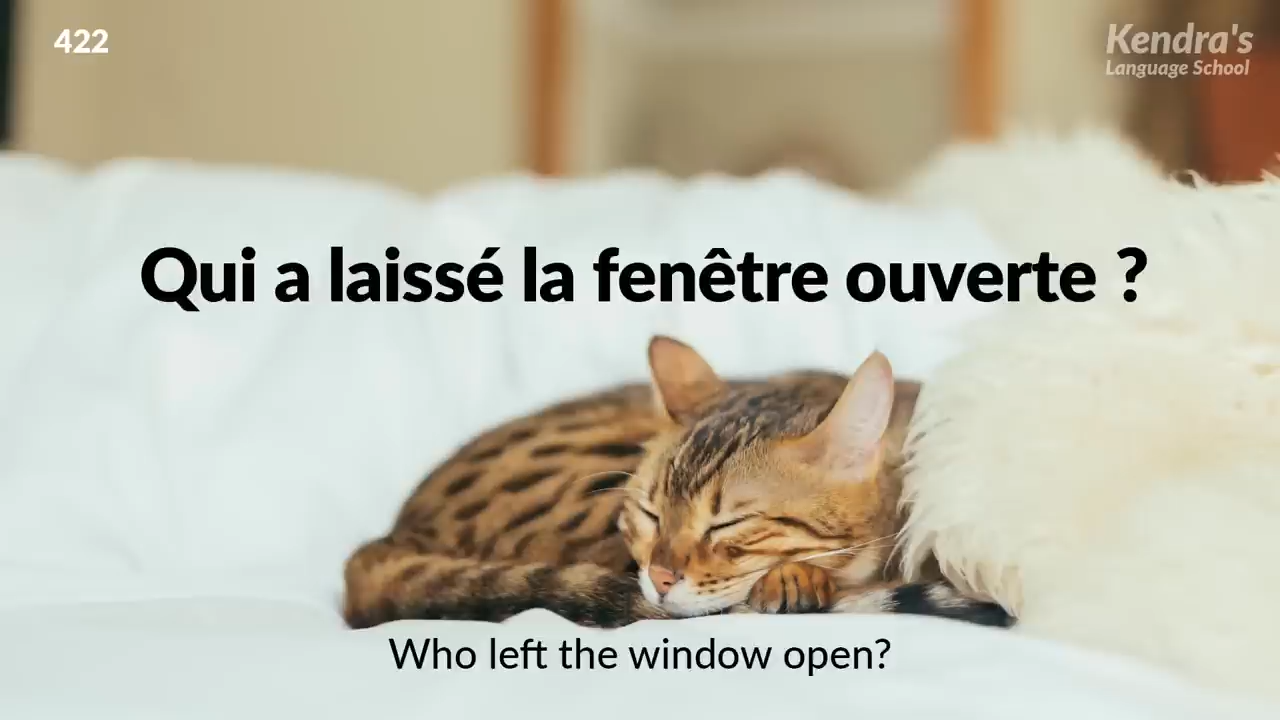 422
Kendra's
Language School
Qui a laissé la fenêtre ouverte ?
Who left the window open?